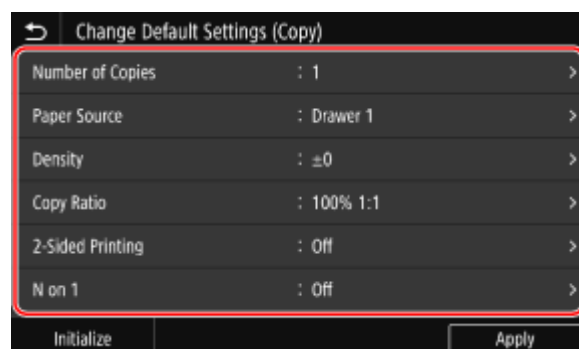 Change Default Settings (Copy)
Number of Copies : 1
Paper Source : Drawer 1
Density : ±0
Copy Ratio : 100% 1:1
2-Sided Printing : Off
N on 1 : Off
Initialize Apply